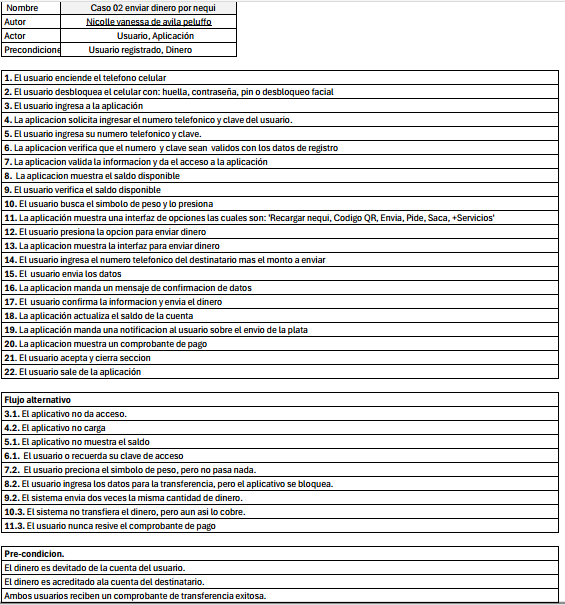 Nombre Caso 02 enviar dinero por nequi
Autor Nicolle vanessa de avila peluffo
Actor Usuario, Aplicación
Precondicione Usuario registrado, Dinero
1. El usuario enciende el telefono celular
2. El usuario desbloquea el celular con: huella, contraseña, pin o desbloqueo facial
3. El usuario ingresa a la aplicación
4. La aplicacion solicita ingresar el numero telefonico y clave del usuario.
5. El usuario ingresa su numero telefonico y clave.
6. La aplicacion verifica que el numero y clave sean validos con los datos de registro
7. La aplicacion valida la informacion y da el acceso a la aplicación
8. La aplicacion muestra el saldo disponible
9. El usuario verifica el saldo disponible
10. El usuario busca el simbolo de peso y lo presiona
11. La aplicación muestra una interfaz de opciones las cuales son: 'Recargar nequi, Codigo QR, Envia, Pide, Saca, +Servicios'
12. El usuario presiona la opcion para enviar dinero
13. La aplicacion muestra la interfaz para enviar dinero
14. El usuario ingresa el numero telefonico del destinatario mas el monto a enviar
15. El usuario envia los datos
16. La aplicacion manda un mensaje de confirmacion de datos
17. El usuario confirma la informacion y envia el dinero
18. La aplicación actualiza el saldo de la cuenta
19. La aplicación manda una notificacion al usuario sobre el envio de la plata
20. La aplicacion muestra un comprobante de pago
21. El usuario acepta y cierra seccion
22. El usuario sale de la aplicación
Flujo alternativo
3.1. El aplicativo no da acceso.
4.2. El aplicativo no carga
5.1. El aplicativo no muestra el saldo
6.1. El usuario o recuerda su clave de acceso
7.2. El usuario preciona el simbolo de peso, pero no pasa nada.
8.2. El usuario ingresa los datos para la transferencia, pero el aplicativo se bloquea.
9.2. El sistema envia dos veces la misma cantidad de dinero.
10.3. El sistema no transfiera el dinero, pero aun asi lo cobre.
11.3. El usuario nunca resive el comprobante de pago
Pre-condicion.
El dinero es devitado de la cuenta del usuario.
El dinero es acreditado ala cuenta del destinatario.
Ambos usuarios reciben un comprobante de transferencia exitosa.